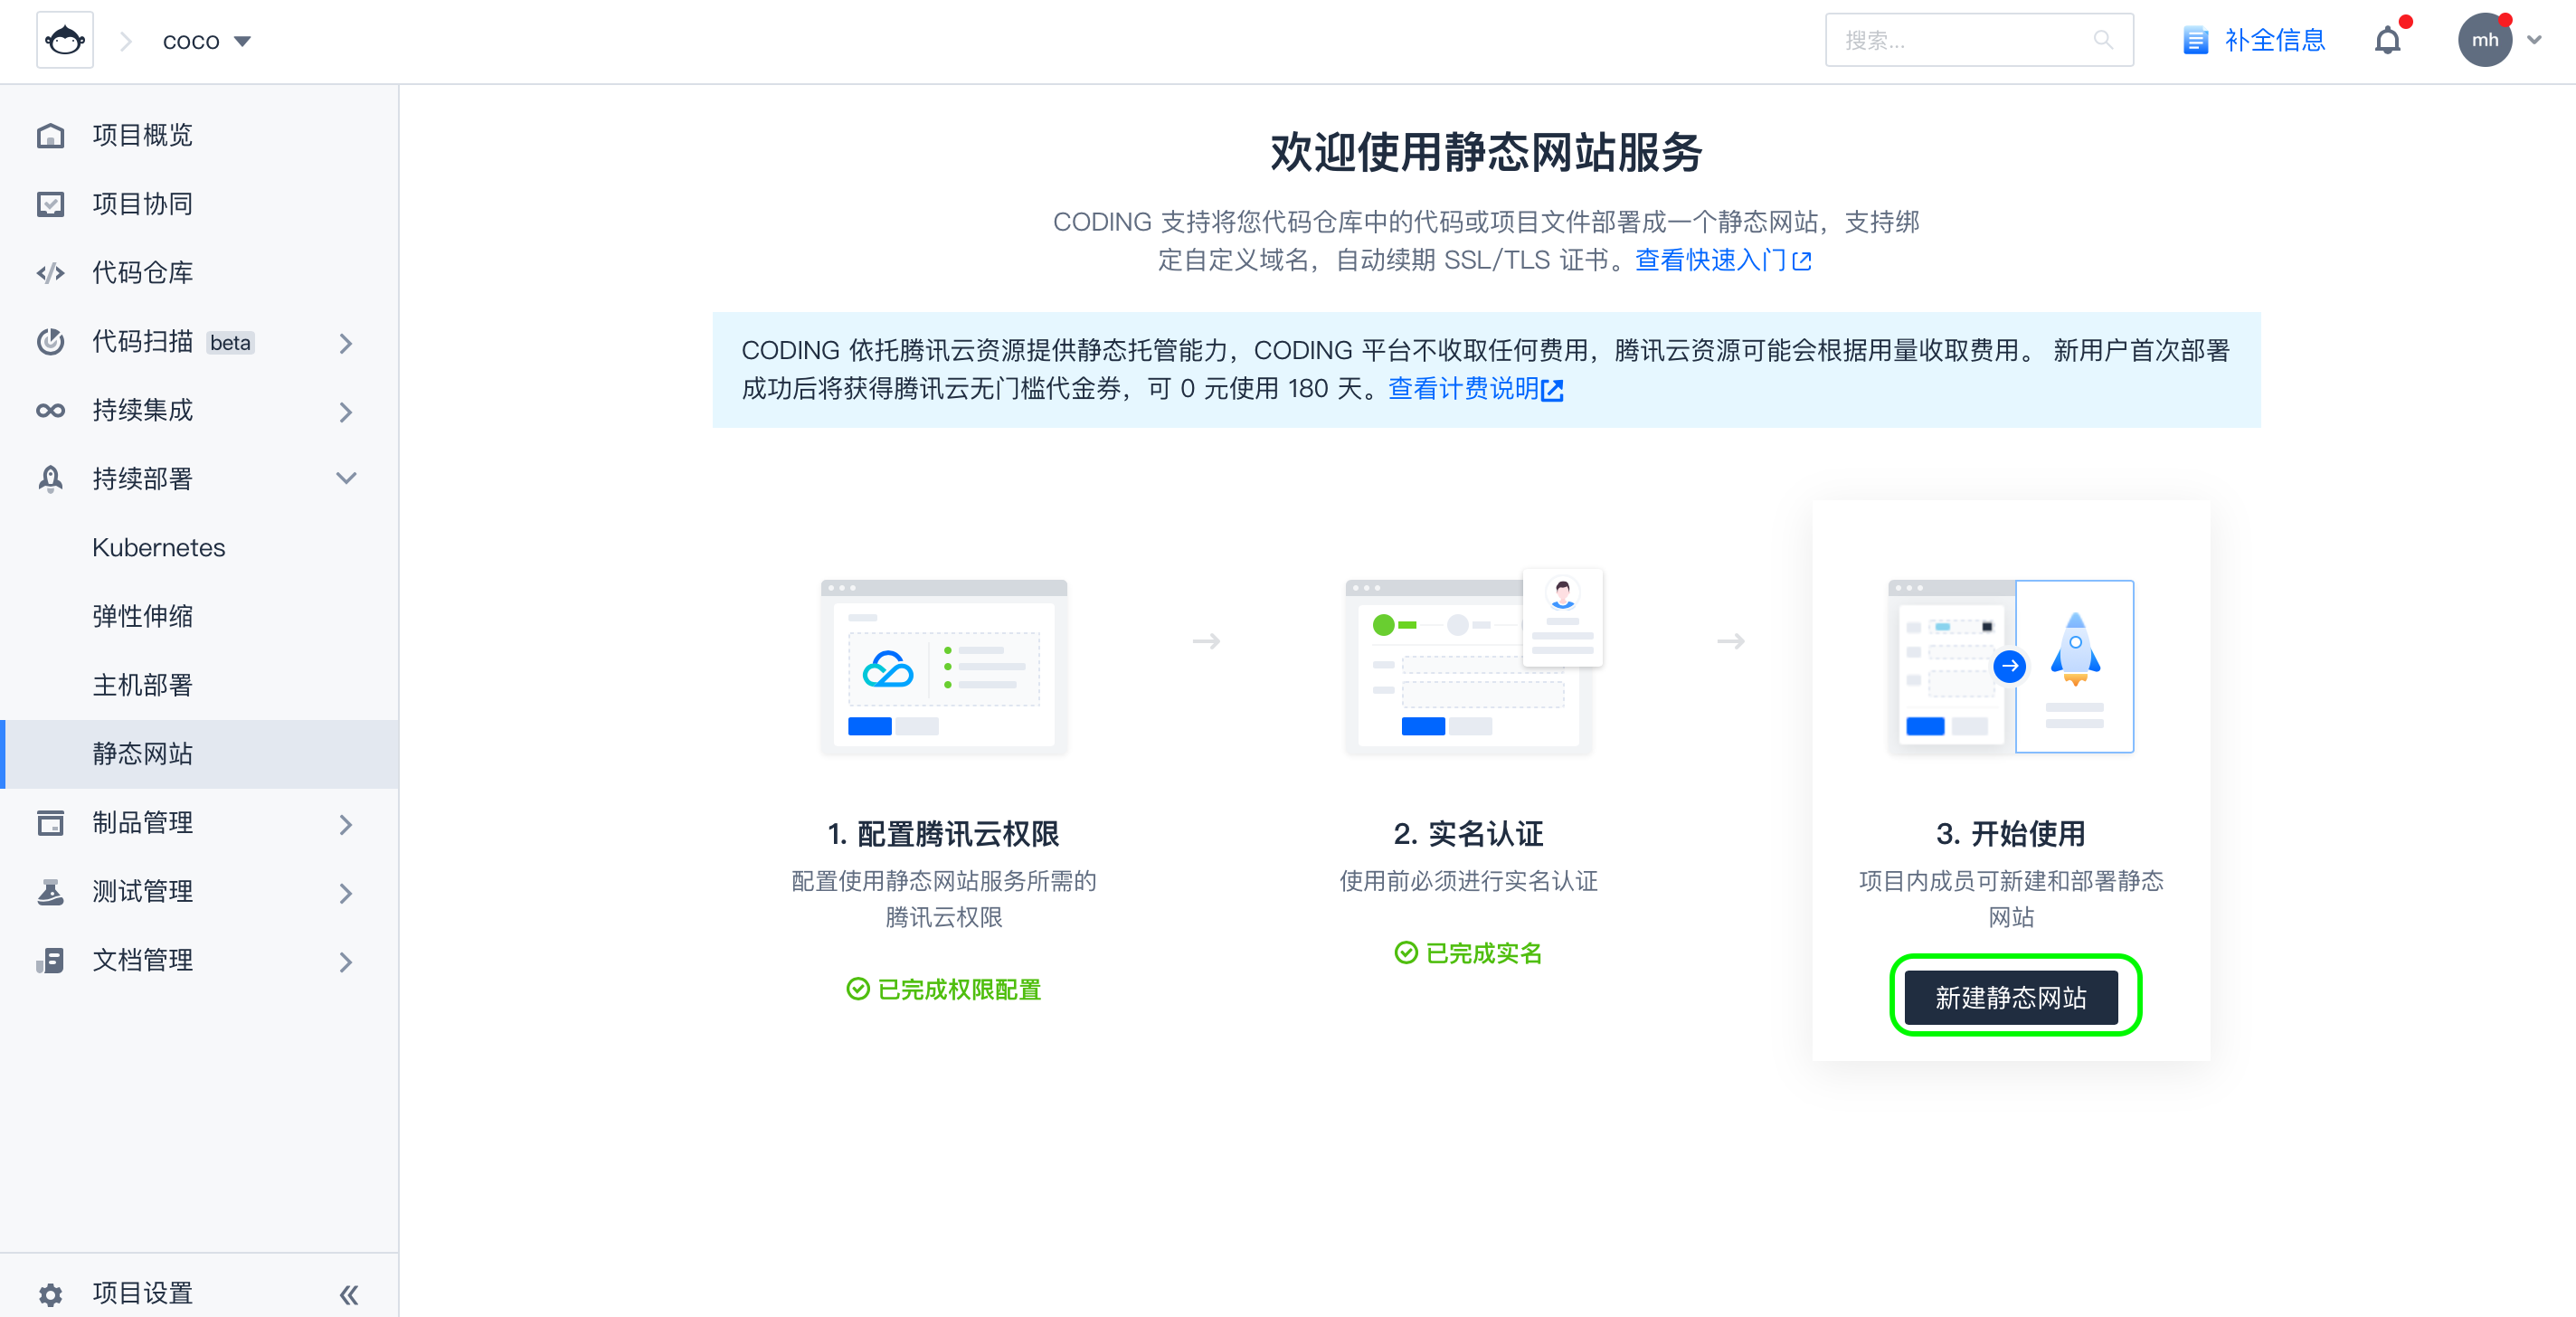 coco
搜索...
补全信息
mh
项目概览
项目协同
代码仓库
代码扫描 beta
持续集成
持续部署
Kubernetes
弹性伸缩
主机部署
静态网站
制品管理
测试管理
文档管理
项目设置
欢迎使用静态网站服务
CODING 支持将您代码仓库中的代码或项目文件部署成一个静态网站，支持绑
定自定义域名，自动续期 SSL/TLS 证书。查看快速入门
CODING 依托腾讯云资源提供静态托管能力，CODING 平台不收取任何费用，腾讯云资源可能会根据用量收取费用。 新用户首次部署
成功后将获得腾讯云无门槛代金券，可 0 元使用 180 天。查看计费说明
1. 配置腾讯云权限
配置使用静态网站服务所需的
腾讯云权限
已完成权限配置
2. 实名认证
使用前必须进行实名认证
已完成实名
3. 开始使用
项目内成员可新建和部署静态
网站
新建静态网站